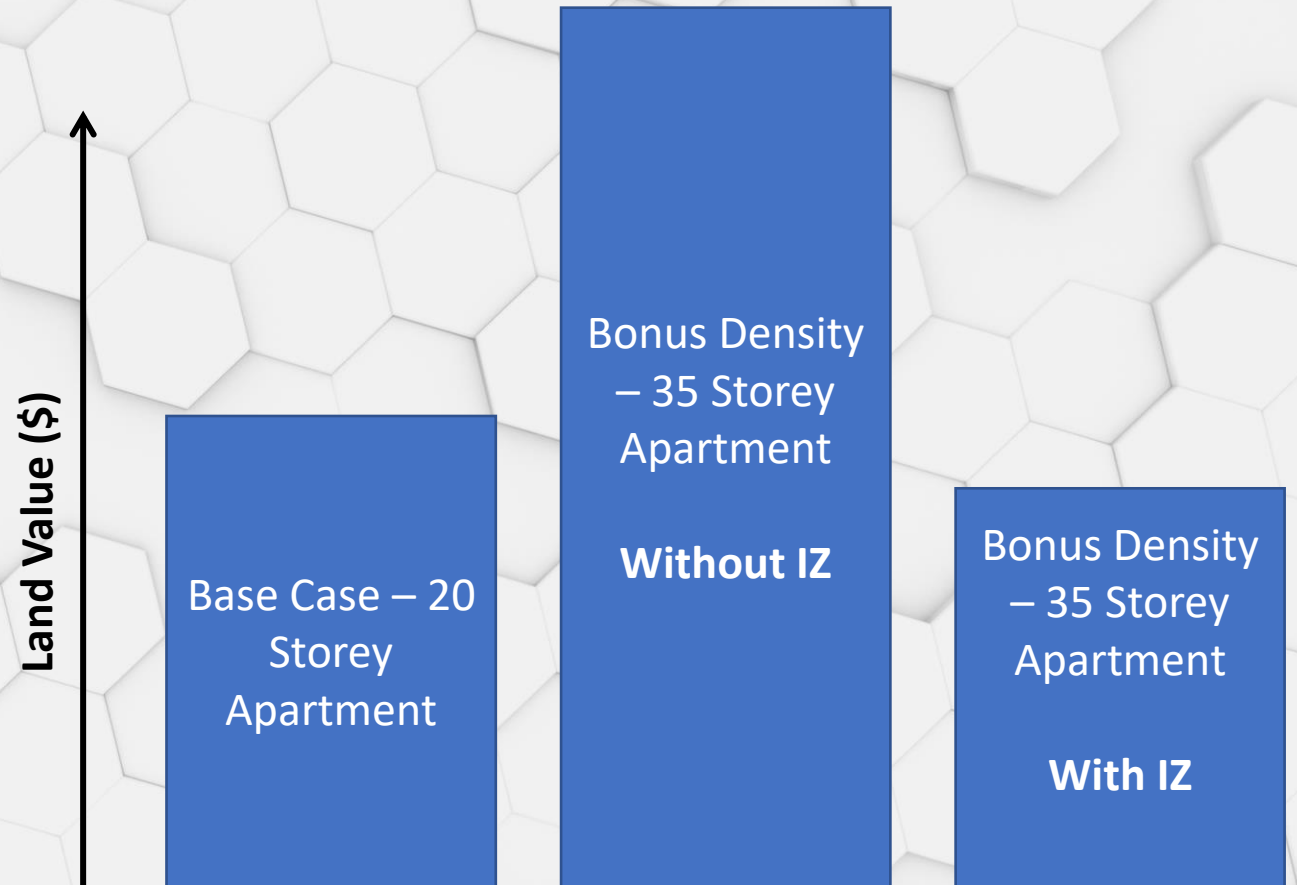 Land Value ($)
Base Case – 20
Storey
Apartment
Bonus Density
– 35 Storey
Apartment
Without IZ
Bonus Density
– 35 Storey
Apartment
With IZ